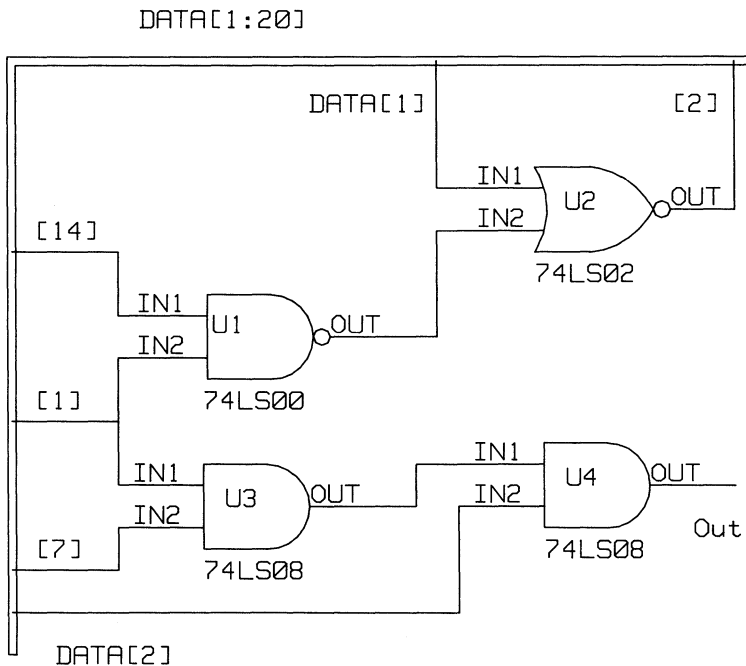 DATA[1:20]
DATA[1]
[2]
IN1
U2
OUT
IN2
74LS02
[14]
IN1
U1
OUT
IN2
74LS00
[1]
IN1
U3
OUT
IN2
74LS08
[7]
IN1
U4
OUT
IN2
74LS08
Out
DATA[2]